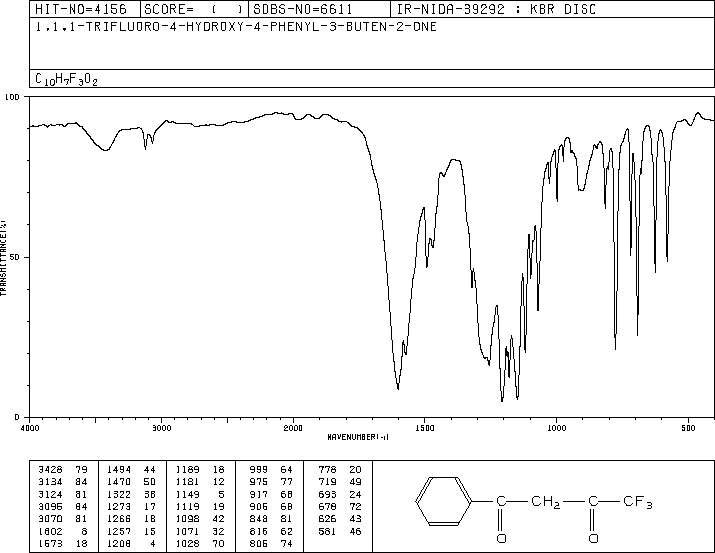 HIT-NO=4156 SCORE= ( ) SDBS-NO=6611 IR-NIDA-39292 : KBR DISC
1,1,1-TRIFLUORO-4-HYDROXY-4-PHENYL-3-BUTEN-2-ONE
C10H7F3O2
100
50
0
TRANSMITTANCE(%)
4000 3000 2000 1500 1000 500
WAVENUMBER(-1)
3428 79 1494 44 1189 18 999 64 778 20
3134 84 1470 50 1181 12 975 77 719 49
3124 81 1322 38 1149 5 917 68 693 24
3095 84 1273 17 1119 19 906 68 678 72
3070 81 1266 18 1098 42 848 81 626 43
1602 8 1257 15 1071 32 816 62 581 46
1573 18 1208 4 1028 70 806 74
C CH2 C CF3
O O